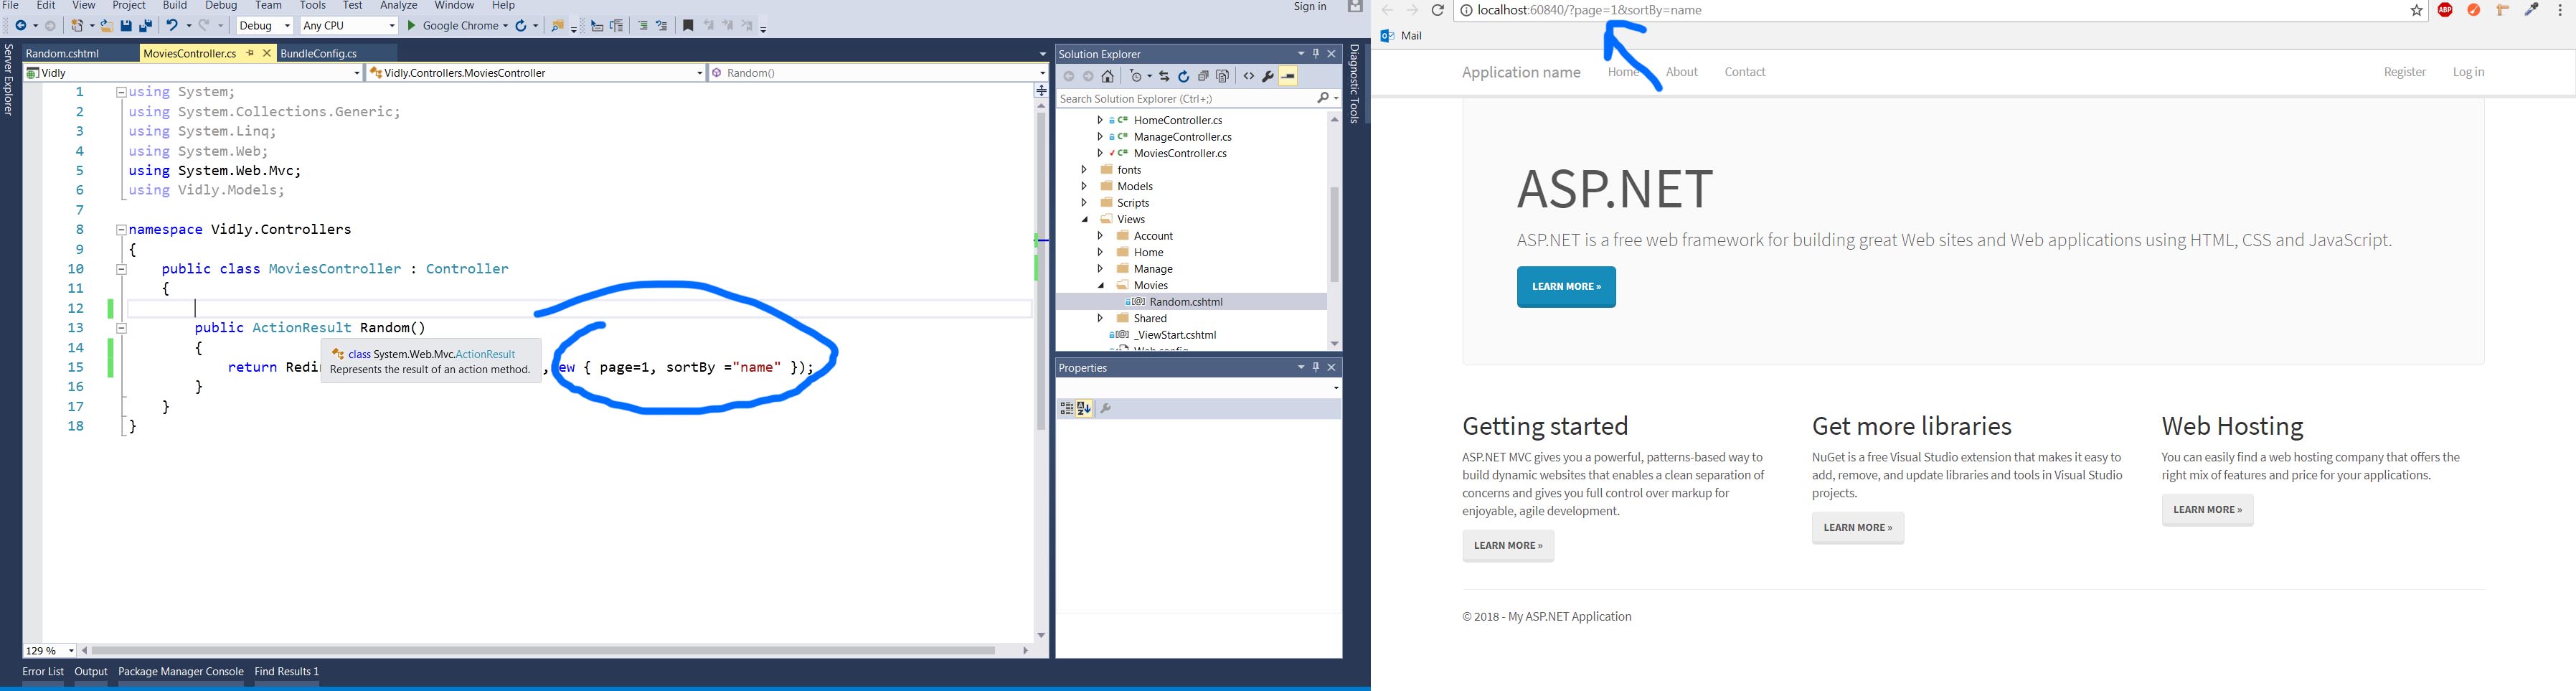 File Edit View Project Build Debug Team Tools Test Analyze Window Help Sign in
Debug Any CPU Google Chrome
Server Explorer
Random.cshtml MoviesController.cs BundleConfig.cs
Vidly Vidly.Controllers.MoviesController Random()
1 using System;
2 using System.Collections.Generic;
3 using System.Linq;
4 using System.Web;
5 using System.Web.Mvc;
6 using Vidly.Models;
7
8 namespace Vidly.Controllers
9 {
10 public class MoviesController : Controller
11 {
12
13 public ActionResult Random()
14 {
class System.Web.Mvc.ActionResult
Represents the result of an action method.
15 return Redi , ew { page=1, sortBy ="name" });
16 }
17 }
18 }
129 %
Error List Output Package Manager Console Find Results 1
Solution Explorer
Search Solution Explorer (Ctrl+;)
C# HomeController.cs
C# ManageController.cs
C# MoviesController.cs
fonts
Models
Scripts
Views
Account
Home
Manage
Movies
[@] Random.cshtml
Shared
[@] _ViewStart.cshtml
Properties
Diagnostic Tools
localhost:60840/?page=1&sortBy=name
ABP
Mail
Application name Home About Contact Register Log in
ASP.NET
ASP.NET is a free web framework for building great Web sites and Web applications using HTML, CSS and JavaScript.
LEARN MORE »
Getting started
ASP.NET MVC gives you a powerful, patterns-based way to
build dynamic websites that enables a clean separation of
concerns and gives you full control over markup for
enjoyable, agile development.
LEARN MORE »
Get more libraries
NuGet is a free Visual Studio extension that makes it easy to
add, remove, and update libraries and tools in Visual Studio
projects.
LEARN MORE »
Web Hosting
You can easily find a web hosting company that offers the
right mix of features and price for your applications.
LEARN MORE »
© 2018 - My ASP.NET Application